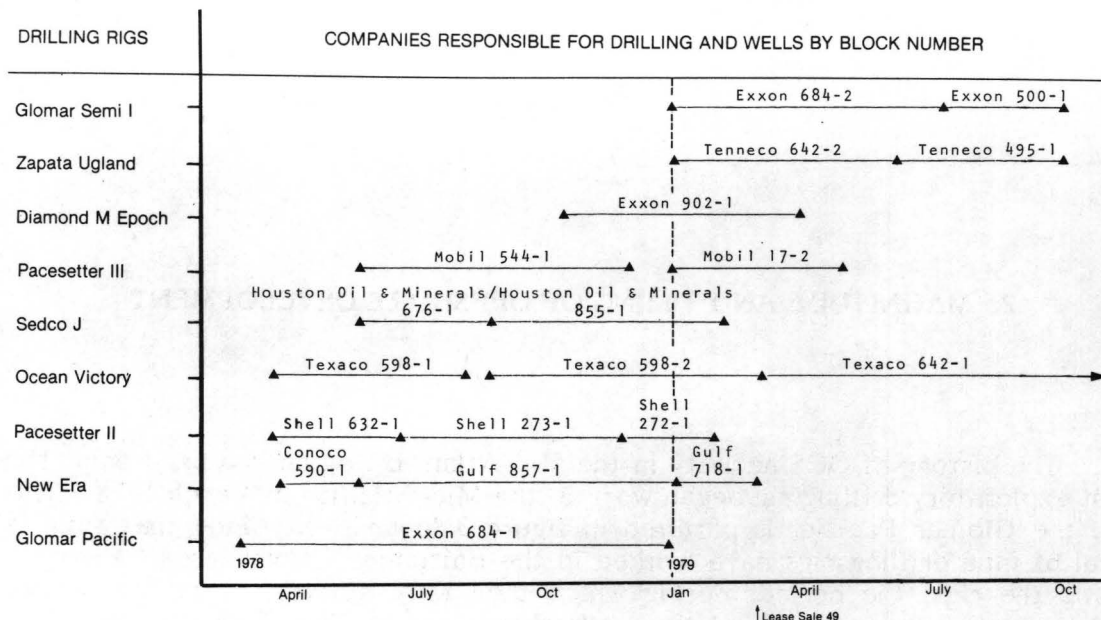 DRILLING RIGS COMPANIES RESPONSIBLE FOR DRILLING AND WELLS BY BLOCK NUMBER
Glomar Semi I Exxon 684-2 Exxon 500-1
Zapata Ugland Tenneco 642-2 Tenneco 495-1
Diamond M Epoch Exxon 902-1
Pacesetter III Mobil 544-1 Mobil 17-2
Houston Oil & Minerals/Houston Oil & Minerals
Sedco J 676-1 855-1
Ocean Victory Texaco 598-1 Texaco 598-2 Texaco 642-1
Shell
Pacesetter II Shell 632-1 Shell 273-1 272-1
Conoco Gulf
New Era 590-1 Gulf 857-1 718-1
Glomar Pacific Exxon 684-1
1978 1979
April July Oct Jan April July Oct
↑Lease Sale 49